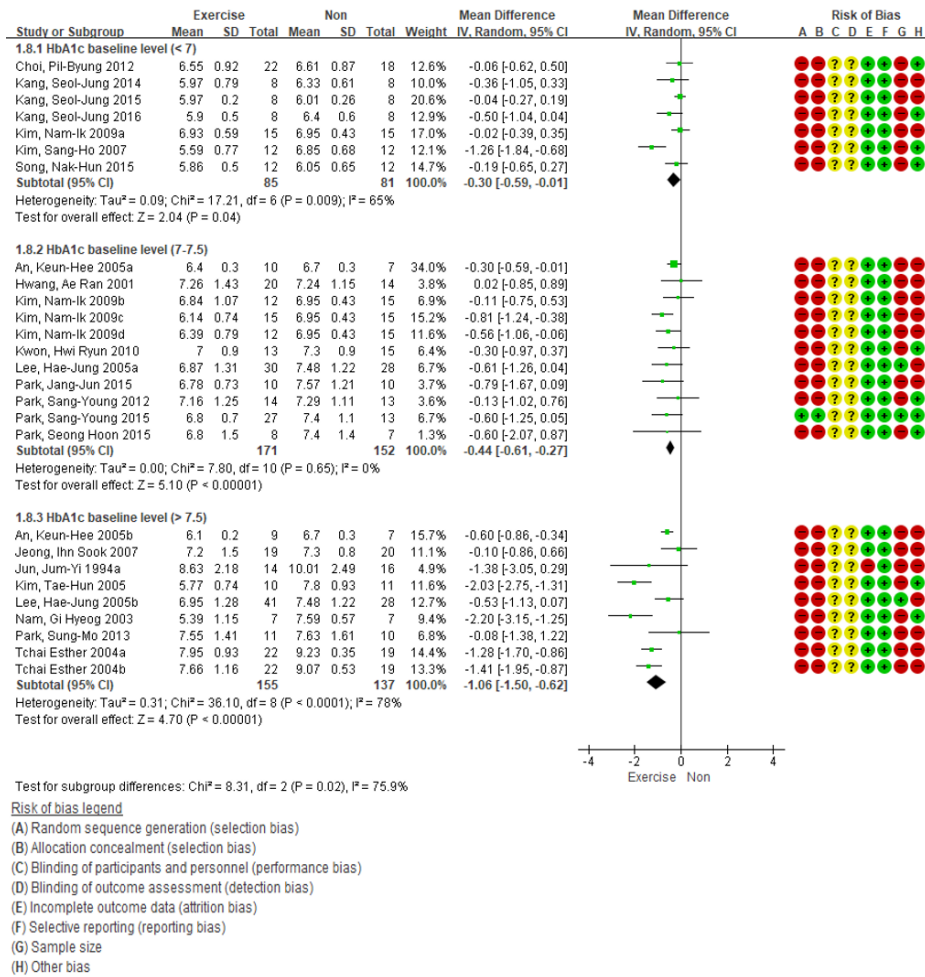 Exercise Non Mean Difference Mean Difference Risk of Bias
Study or Subgroup Mean SD Total Mean SD Total Weight IV, Random, 95% CI IV, Random, 95% CI A B C D E F G H
1.8.1 HbA1c baseline level (< 7)
Choi, Pil-Byung 2012 6.55 0.92 22 6.61 0.87 18 12.6% -0.06 [-0.62, 0.50]
Kang, Seol-Jung 2014 5.97 0.79 8 6.33 0.61 8 10.0% -0.36 [-1.05, 0.33]
Kang, Seol-Jung 2015 5.97 0.2 8 6.01 0.26 8 20.6% -0.04 [-0.27, 0.19]
Kang, Seol-Jung 2016 5.9 0.5 8 6.4 0.6 8 12.9% -0.50 [-1.04, 0.04]
Kim, Nam-Ik 2009a 6.93 0.59 15 6.95 0.43 15 17.0% -0.02 [-0.39, 0.35]
Kim, Sang-Ho 2007 5.59 0.77 12 6.85 0.68 12 12.2% -1.26 [-1.84, -0.68]
Song, Nak-Hun 2015 5.86 0.5 12 6.05 0.65 12 14.7% -0.19 [-0.65, 0.27]
Subtotal (95% CI) 85 81 100.0% -0.30 [-0.59, -0.01]
Heterogeneity: Tau² = 0.09; Chi² = 17.21, df = 6 (P = 0.009); I² = 65%
Test for overall effect: Z = 2.04 (P = 0.04)
1.8.2 HbA1c baseline level (7-7.5)
An, Keun-Hee 2005a 6.4 0.3 10 6.7 0.3 7 34.0% -0.30 [-0.59, -0.01]
Hwang, Ae Ran 2001 7.26 1.43 20 7.24 1.15 14 3.8% 0.02 [-0.85, 0.89]
Kim, Nam-Ik 2009b 6.84 1.07 12 6.95 0.43 15 7.0% -0.11 [-0.75, 0.53]
Kim, Nam-Ik 2009c 6.14 0.74 15 6.95 0.43 15 15.5% -0.81 [-1.24, -0.38]
Kim, Nam-Ik 2009d 6.39 0.79 12 6.95 0.43 15 11.6% -0.56 [-1.06, -0.06]
Kwon, Hwi Ryun 2010 7 0.9 13 7.3 0.9 15 6.4% -0.30 [-0.97, 0.37]
Lee, Hae-Jung 2005a 6.87 1.31 30 7.48 1.22 28 6.8% -0.61 [-1.26, 0.04]
Park, Jang-Jun 2015 6.78 0.73 10 7.57 1.21 10 3.7% -0.79 [-1.67, 0.09]
Park, Sang-Young 2012 7.16 1.25 14 7.29 1.11 13 3.6% -0.13 [-1.02, 0.76]
Park, Sang-Young 2015 6.8 0.7 27 7.4 1.1 13 6.7% -0.60 [-1.25, 0.05]
Park, Seong Hoon 2015 6.8 1.5 8 7.4 1.4 7 1.3% -0.60 [-2.07, 0.87]
Subtotal (95% CI) 171 152 100.0% -0.44 [-0.61, -0.27]
Heterogeneity: Tau² = 0.00; Chi² = 7.80, df = 10 (P = 0.65); I² = 0%
Test for overall effect: Z = 5.10 (P < 0.00001)
1.8.3 HbA1c baseline level (> 7.5)
An, Keun-Hee 2005b 6.1 0.2 9 6.7 0.3 7 15.7% -0.60 [-0.86, -0.34]
Jeong, Ihn Sook 2007 7.2 1.5 19 7.3 0.8 20 11.1% -0.10 [-0.86, 0.66]
Jun, Jum-Yi 1994a 8.63 2.18 14 10.01 2.49 16 4.8% -1.38 [-3.05, 0.29]
Kim, Tae-Hun 2005 5.77 0.74 10 7.8 0.93 11 11.6% -2.03 [-2.75, -1.31]
Lee, Hae-Jung 2005b 6.95 1.28 41 7.48 1.22 28 12.7% -0.53 [-1.13, 0.07]
Nam, Gi Hyeog 2003 5.39 1.15 7 7.59 0.57 7 9.4% -2.20 [-3.15, -1.25]
Park, Sung-Mo 2013 7.55 1.41 11 7.63 1.61 10 6.8% -0.08 [-1.38, 1.22]
Tchai Esther 2004a 7.95 0.93 22 9.23 0.35 19 14.4% -1.28 [-1.70, -0.86]
Tchai Esther 2004b 7.66 1.16 22 9.07 0.53 19 13.3% -1.41 [-1.95, -0.87]
Subtotal (95% CI) 155 137 100.0% -1.06 [-1.50, -0.62]
Heterogeneity: Tau² = 0.31; Chi² = 36.10, df = 8 (P < 0.0001); I² = 78%
Test for overall effect: Z = 4.70 (P < 0.00001)
-4 -2 0 2 4
Exercise Non
Test for subgroup differences: Chi² = 8.31, df = 2 (P = 0.02), I² = 75.9%
Risk of bias legend
(A) Random sequence generation (selection bias)
(B) Allocation concealment (selection bias)
(C) Blinding of participants and personnel (performance bias)
(D) Blinding of outcome assessment (detection bias)
(E) Incomplete outcome data (attrition bias)
(F) Selective reporting (reporting bias)
(G) Sample size
(H) Other bias